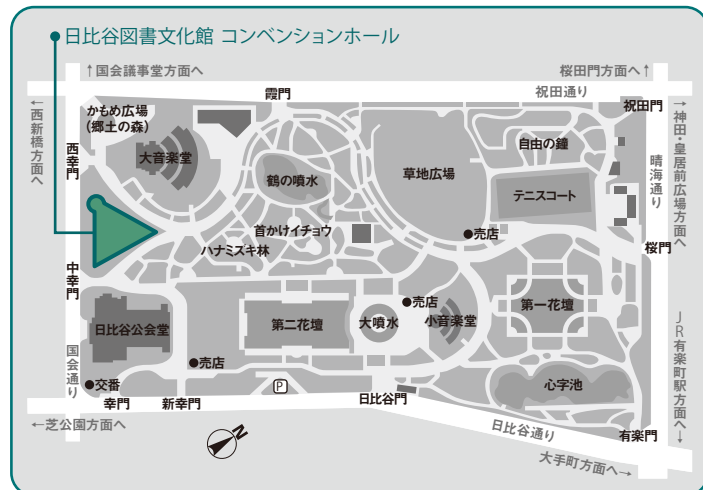 日比谷図書文化館 コンベンションホール
↑国会議事堂方面へ
桜田門方面へ↑
祝田通り
霞門
祝田門
←西新橋方面へ
かもめ広場
(郷土の森)
大音楽堂
西幸門
鶴の噴水
草地広場
自由の鐘
テニスコート
晴海通り
→神田・皇居前広場方面へ
首かけイチョウ
ハナミズキ林
●売店
桜門
中幸門
日比谷公会堂
第二花壇
大噴水
●売店
小音楽堂
第一花壇
国会通り
●売店
●交番
P
心字池
JR有楽町駅方面へ→
幸門
新幸門
日比谷門
日比谷通り
有楽門
←芝公園方面へ
N
大手町方面へ→